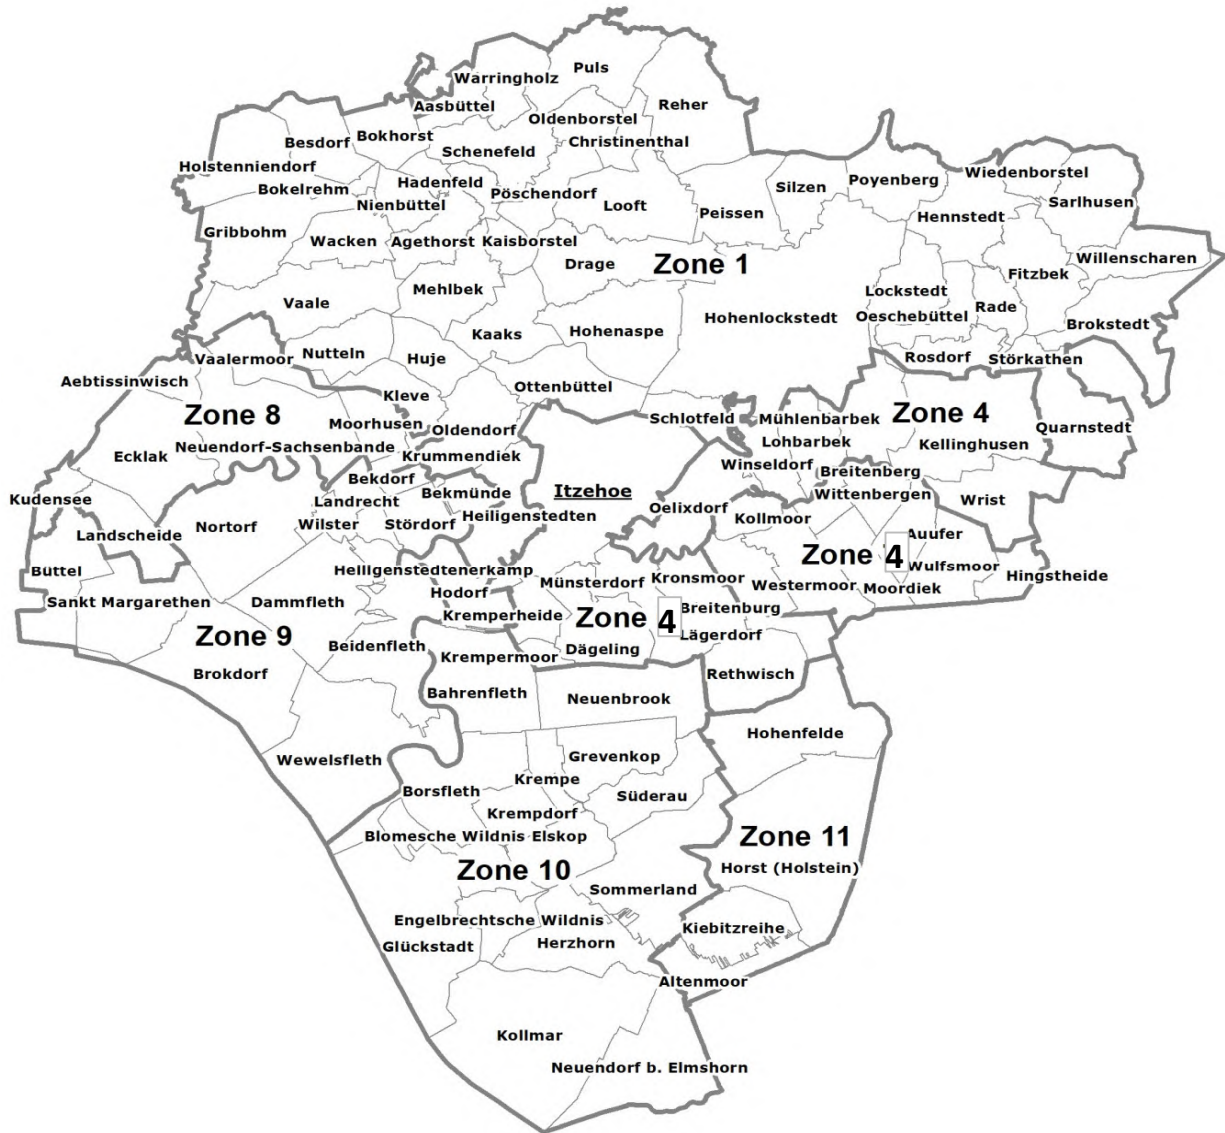 Puls
Warringholz
Aasbüttel
Reher
Oldenborstel
Besdorf
Bokhorst
Christinenthal
Schenefeld
Holstenniendorf
Bokelrehm
Hadenfeld
Pöschendorf
Nienbüttel
Looft
Peissen
Silzen
Poyenberg
Wiedenborstel
Sarlhusen
Hennstedt
Gribbohm
Wacken
Agethorst
Kaisborstel
Drage
Zone 1
Willenscharen
Fitzbek
Mehlbek
Lockstedt
Vaale
Rade
Oeschebüttel
Hohenlockstedt
Brokstedt
Kaaks
Hohenaspe
Vaalermoor
Nutteln
Huje
Rosdorf
Störkathen
Aebtissinwisch
Kleve
Ottenbüttel
Zone 8
Moorhusen
Oldendorf
Schlotfeld
Mühlenbarbek
Zone 4
Quarnstedt
Neuendorf-Sachsenbande
Lohbarbek
Kellinghusen
Ecklak
Krummendiek
Winseldorf
Breitenberg
Bekdorf
Bekmünde
Itzehoe
Wittenbergen
Kudensee
Landrecht
Wrist
Oelixdorf
Kollmoor
Nortorf
Wilster
Stördorf
Heiligenstedten
Landscheide
Auufer
Zone 4
Büttel
Heiligenstedtenerkamp
Wulfsmoor
Hingstheide
Münsterdorf
Kronsmoor
Westermoor
Moordiek
Hodorf
Sankt Margarethen
Dammfleth
Kremperheide
Breitenburg
Zone 4
Lägerdorf
Zone 9
Beidenfleth
Krempermoor
Dägeling
Brokdorf
Rethwisch
Bahrenfleth
Neuenbrook
Hohenfelde
Wewelsfleth
Grevenkop
Krempe
Borsfleth
Süderau
Krempdorf
Blomesche Wildnis
Elskop
Zone 11
Zone 10
Horst (Holstein)
Sommerland
Engelbrechtsche Wildnis
Kiebitzreihe
Glückstadt
Herzhorn
Altenmoor
Kollmar
Neuendorf b. Elmshorn